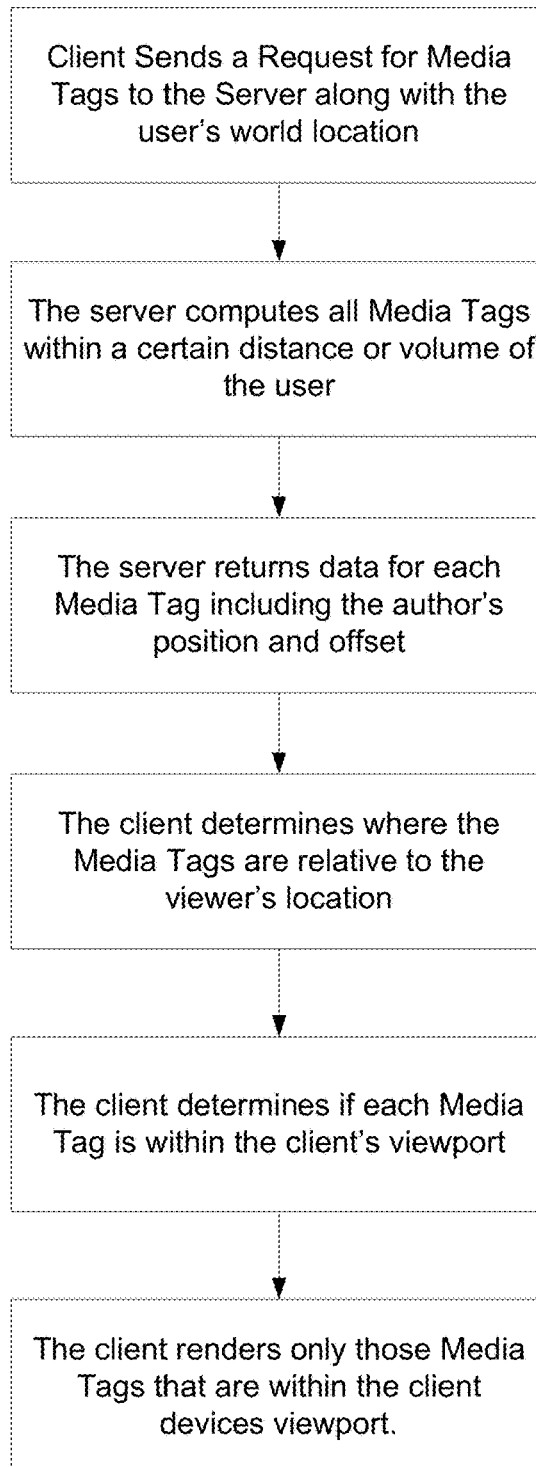 Client Sends a Request for Media
Tags to the Server along with the
user's world location
The server computes all Media Tags
within a certain distance or volume of
the user
The server returns data for each
Media Tag including the author's
position and offset
The client determines where the
Media Tags are relative to the
viewer's location
The client determines if each Media
Tag is within the client's viewport
The client renders only those Media
Tags that are within the client
devices viewport.